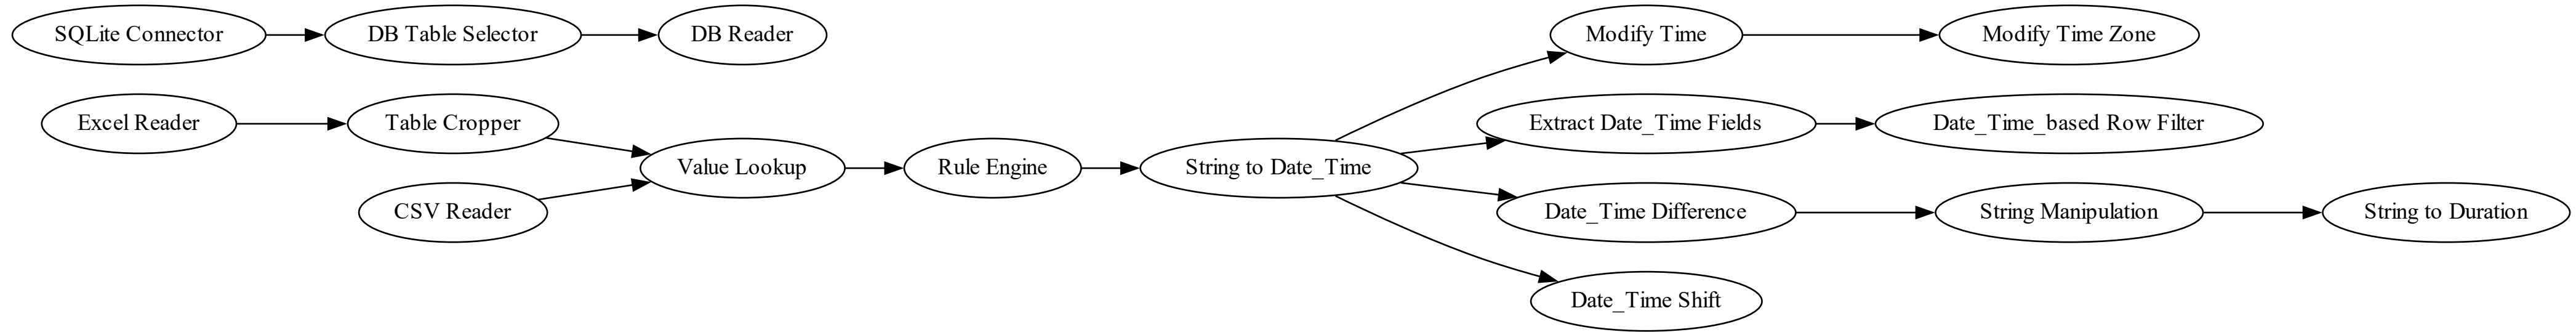 SQLite Connector
DB Table Selector
DB Reader
Modify Time
Modify Time Zone
Excel Reader
Table Cropper
Extract Date_Time Fields
Date_Time_based Row Filter
Value Lookup
Rule Engine
String to Date_Time
CSV Reader
Date_Time Difference
String Manipulation
String to Duration
Date_Time Shift